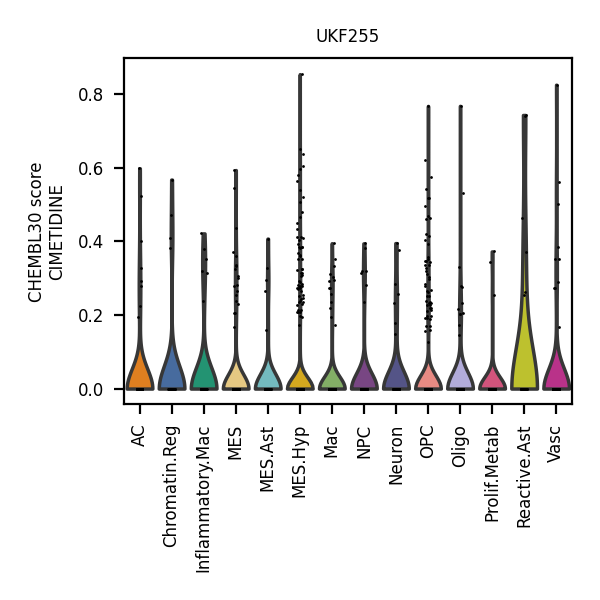 UKF255
CHEMBL30 score
CIMETIDINE
0.8
0.6
0.4
0.2
0.0
AC
Chromatin.Reg
Inflammatory.Mac
MES
MES.Ast
MES.Hyp
Mac
NPC
Neuron
OPC
Oligo
Prolif.Metab
Reactive.Ast
Vasc